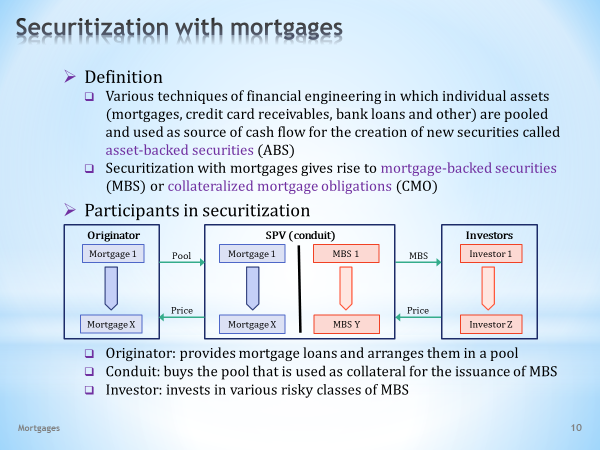 Securitization with mortgages
Definition
Various techniques of financial engineering in which individual assets
(mortgages, credit card receivables, bank loans and other) are pooled
and used as source of cash flow for the creation of new securities called
asset-backed securities (ABS)
Securitization with mortgages gives rise to mortgage-backed securities
(MBS) or collateralized mortgage obligations (CMO)
Participants in securitization
Originator
Mortgage 1
Mortgage X
Pool
Price
SPV (conduit)
Mortgage 1
Mortgage X
MBS 1
MBS Y
MBS
Price
Investors
Investor 1
Investor Z
Originator: provides mortgage loans and arranges them in a pool
Conduit: buys the pool that is used as collateral for the issuance of MBS
Investor: invests in various risky classes of MBS
Mortgages
10